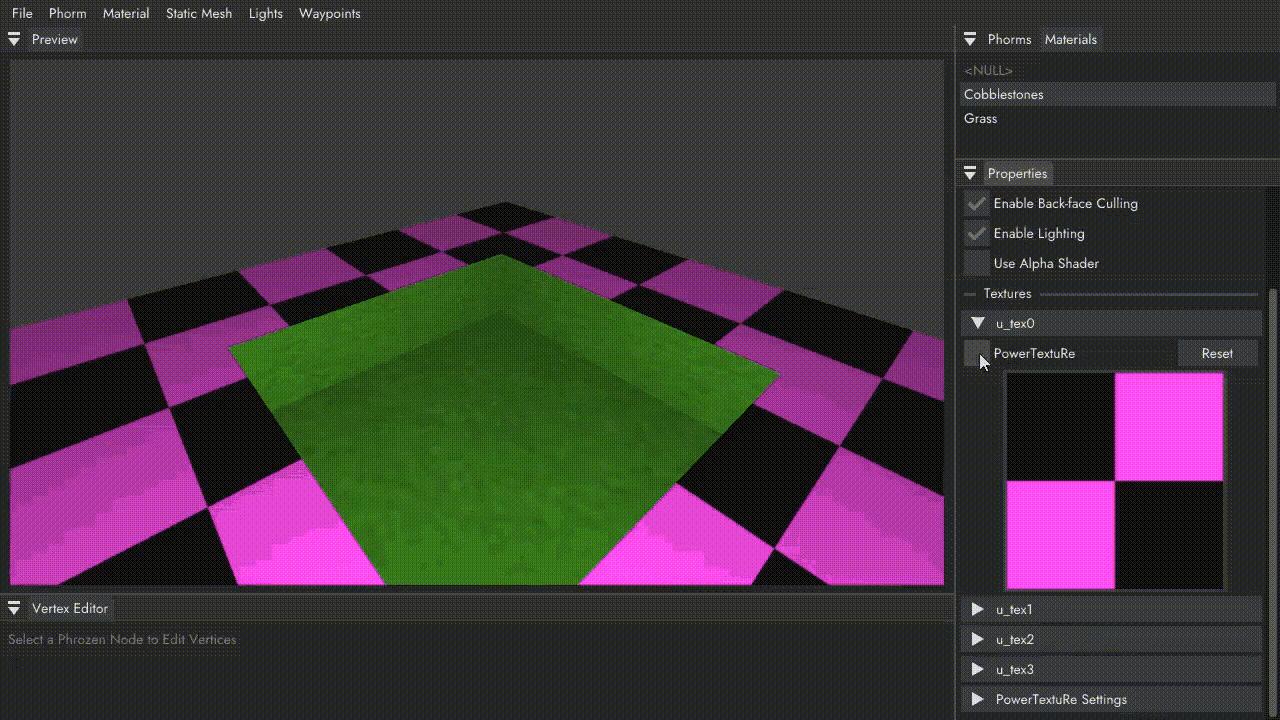 File Phorm Material Static Mesh Lights Waypoints
Preview
Phorms Materials
<NULL>
Cobblestones
Grass
Properties
Enable Back-face Culling
Enable Lighting
Use Alpha Shader
Textures
u_tex0
PowerTextuRe Reset
u_tex1
u_tex2
u_tex3
PowerTextuRe Settings
Vertex Editor
Select a Phrozen Node to Edit Vertices